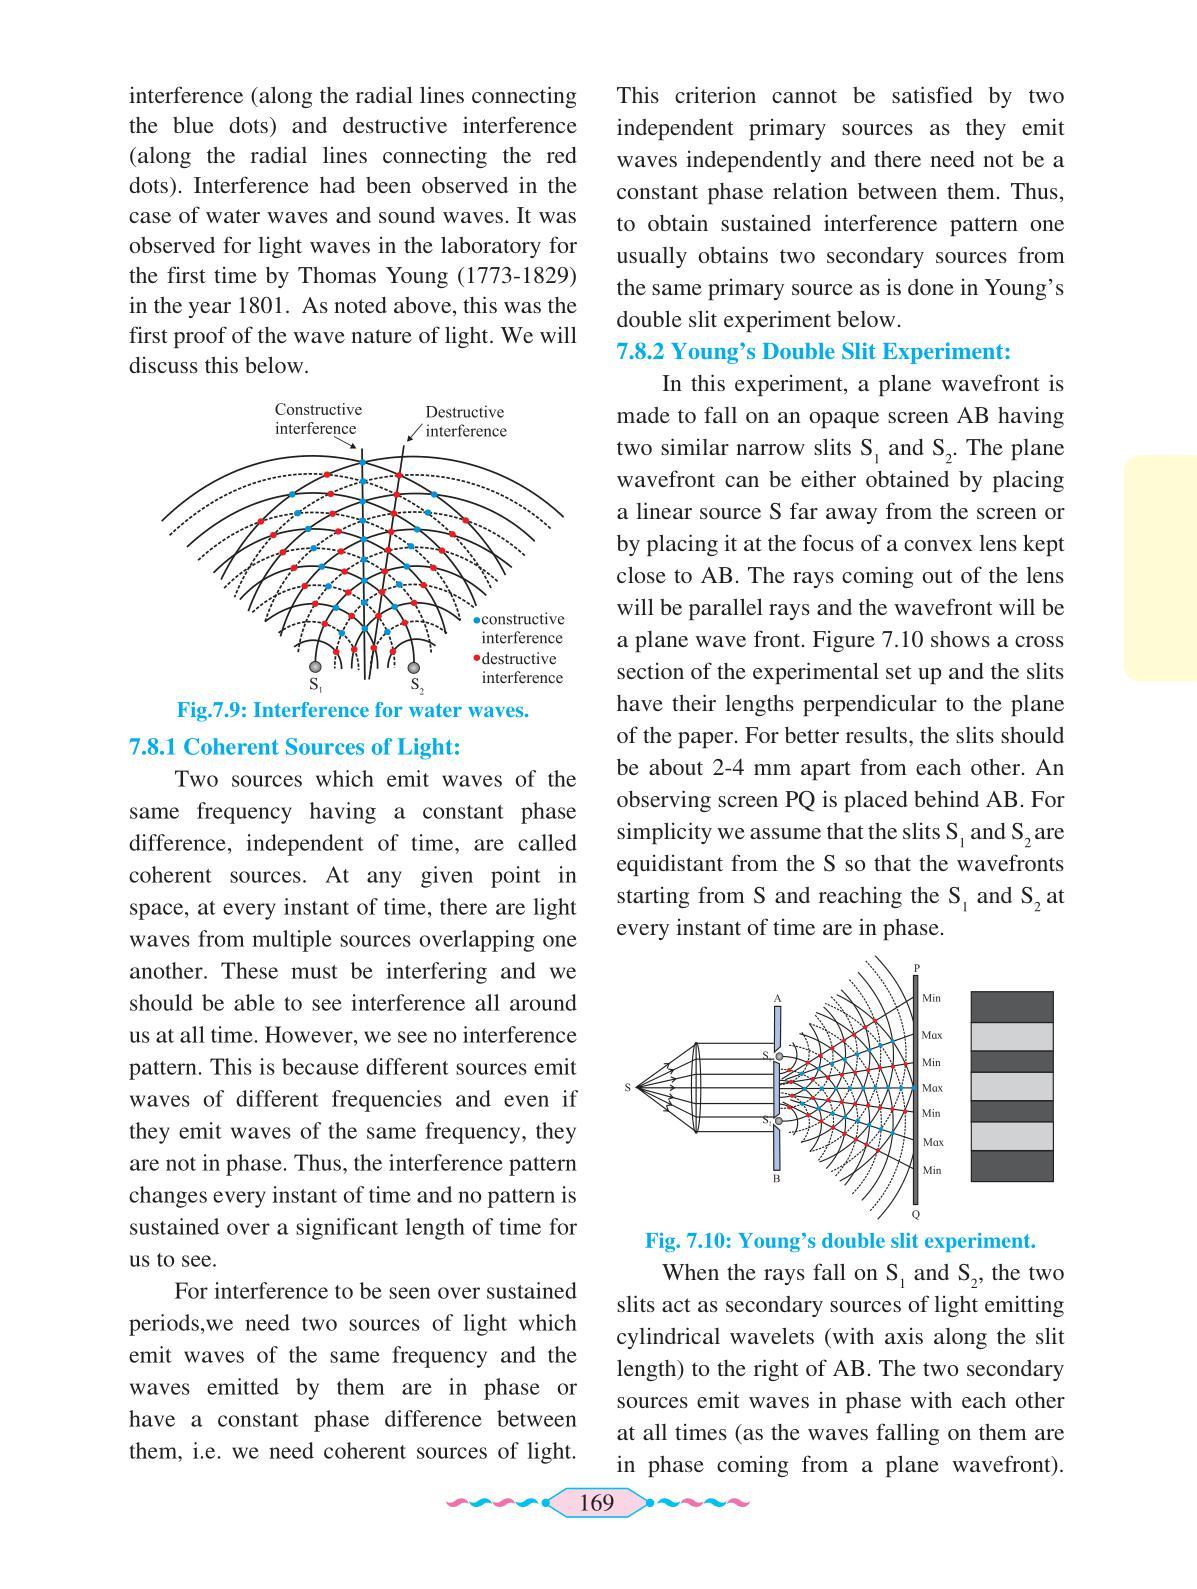 interference (along the radial lines connecting
the blue dots) and destructive interference
(along the radial lines connecting the red
dots). Interference had been observed in the
case of water waves and sound waves. It was
observed for light waves in the laboratory for
the first time by Thomas Young (1773-1829)
in the year 1801. As noted above, this was the
first proof of the wave nature of light. We will
discuss this below.
Constructive
interference
Destructive
interference
constructive
interference
destructive
interference
S1
S2
Fig.7.9: Interference for water waves.
7.8.1 Coherent Sources of Light:
Two sources which emit waves of the
same frequency having a constant phase
difference, independent of time, are called
coherent sources. At any given point in
space, at every instant of time, there are light
waves from multiple sources overlapping one
another. These must be interfering and we
should be able to see interference all around
us at all time. However, we see no interference
pattern. This is because different sources emit
waves of different frequencies and even if
they emit waves of the same frequency, they
are not in phase. Thus, the interference pattern
changes every instant of time and no pattern is
sustained over a significant length of time for
us to see.
For interference to be seen over sustained
periods,we need two sources of light which
emit waves of the same frequency and the
waves emitted by them are in phase or
have a constant phase difference between
them, i.e. we need coherent sources of light.
This criterion cannot be satisfied by two
independent primary sources as they emit
waves independently and there need not be a
constant phase relation between them. Thus,
to obtain sustained interference pattern one
usually obtains two secondary sources from
the same primary source as is done in Young's
double slit experiment below.
7.8.2 Young's Double Slit Experiment:
In this experiment, a plane wavefront is
made to fall on an opaque screen AB having
two similar narrow slits S1 and S2. The plane
wavefront can be either obtained by placing
a linear source S far away from the screen or
by placing it at the focus of a convex lens kept
close to AB. The rays coming out of the lens
will be parallel rays and the wavefront will be
a plane wave front. Figure 7.10 shows a cross
section of the experimental set up and the slits
have their lengths perpendicular to the plane
of the paper. For better results, the slits should
be about 2-4 mm apart from each other. An
observing screen PQ is placed behind AB. For
simplicity we assume that the slits S1 and S2 are
equidistant from the S so that the wavefronts
starting from S and reaching the S1 and S2 at
every instant of time are in phase.
P
A
Min
Max
S
Min
S
Max
Min
S
Max
Min
B
Q
Fig. 7.10: Young's double slit experiment.
When the rays fall on S1 and S2, the two
slits act as secondary sources of light emitting
cylindrical wavelets (with axis along the slit
length) to the right of AB. The two secondary
sources emit waves in phase with each other
at all times (as the waves falling on them are
in phase coming from a plane wavefront).
169